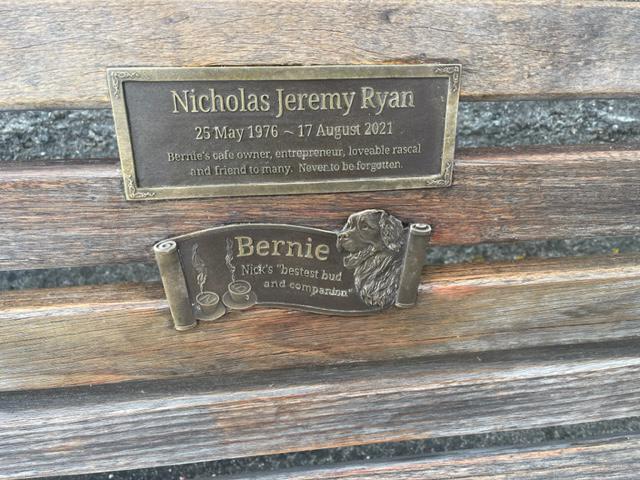 Nicholas Jeremy Ryan
25 May 1976 ~ 17 August 2021
Bernie's cafe owner, entrepreneur, loveable rascal
and friend to many. Never to be forgotten.
Bernie
Nick's "bestest bud
and companion"